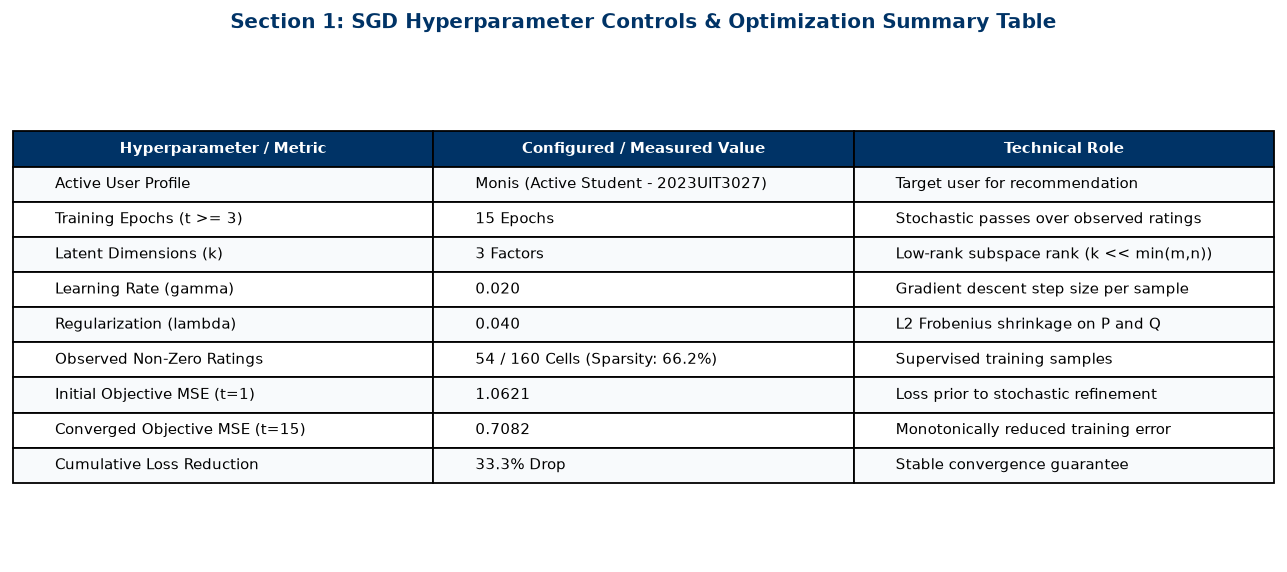 Section 1: SGD Hyperparameter Controls & Optimization Summary Table
Hyperparameter / Metric Configured / Measured Value Technical Role
Active User Profile Monis (Active Student - 2023UIT3027) Target user for recommendation
Training Epochs (t >= 3) 15 Epochs Stochastic passes over observed ratings
Latent Dimensions (k) 3 Factors Low-rank subspace rank (k << min(m,n))
Learning Rate (gamma) 0.020 Gradient descent step size per sample
Regularization (lambda) 0.040 L2 Frobenius shrinkage on P and Q
Observed Non-Zero Ratings 54 / 160 Cells (Sparsity: 66.2%) Supervised training samples
Initial Objective MSE (t=1) 1.0621 Loss prior to stochastic refinement
Converged Objective MSE (t=15) 0.7082 Monotonically reduced training error
Cumulative Loss Reduction 33.3% Drop Stable convergence guarantee